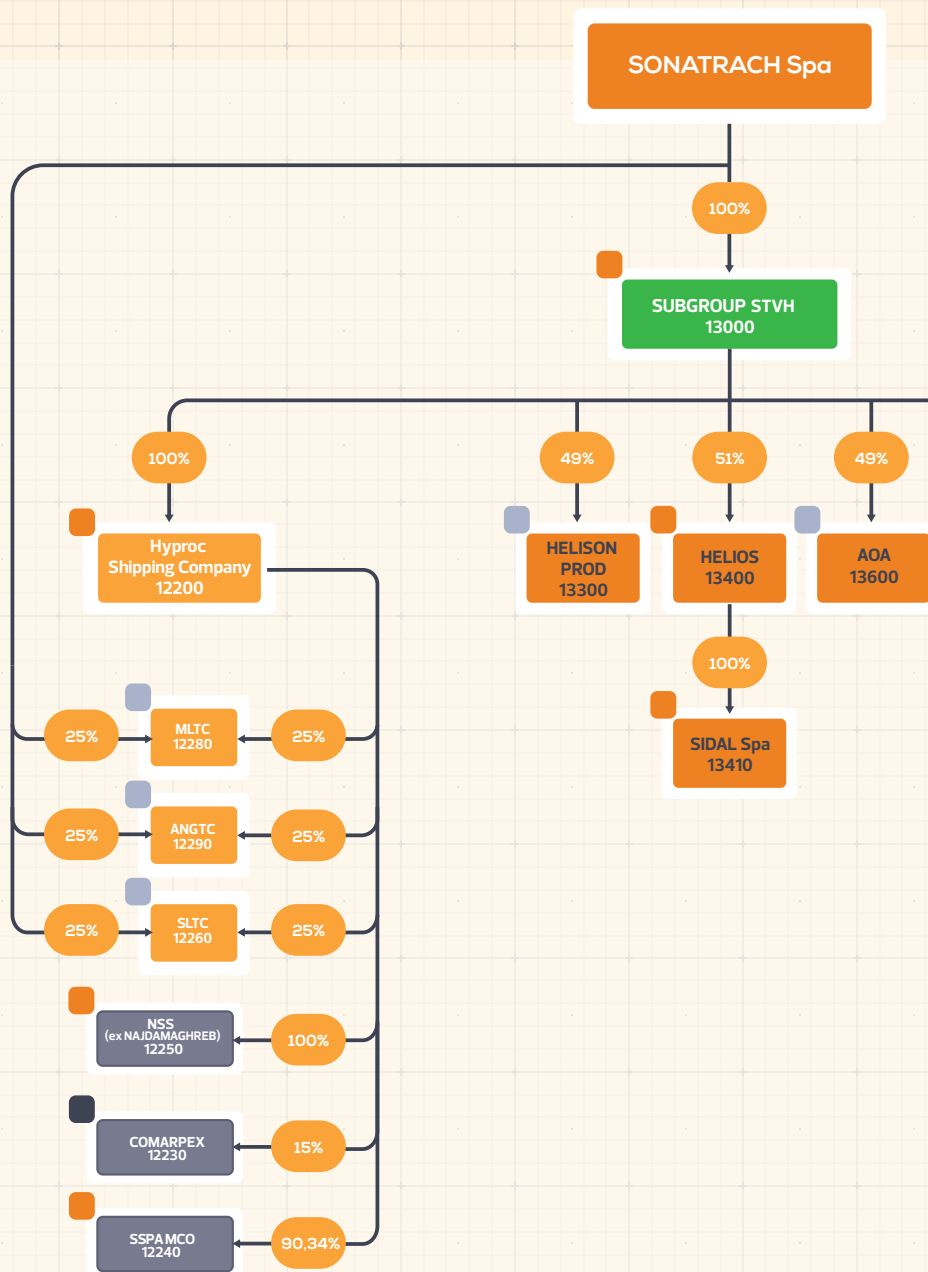 SONATRACH Spa
100%
SUBGROUP STVH
13000
100%
49%
51%
49%
Hyproc
Shipping Company
12200
HELISON
PROD
13300
HELIOS
13400
AOA
13600
100%
SIDAL Spa
13410
25%
MLTC
12280
25%
25%
ANGTC
12290
25%
25%
SLTC
12260
25%
NSS
(ex NAJDAMAGHREB)
12250
100%
COMARPEX
12230
15%
SSPA MCO
12240
90,34%